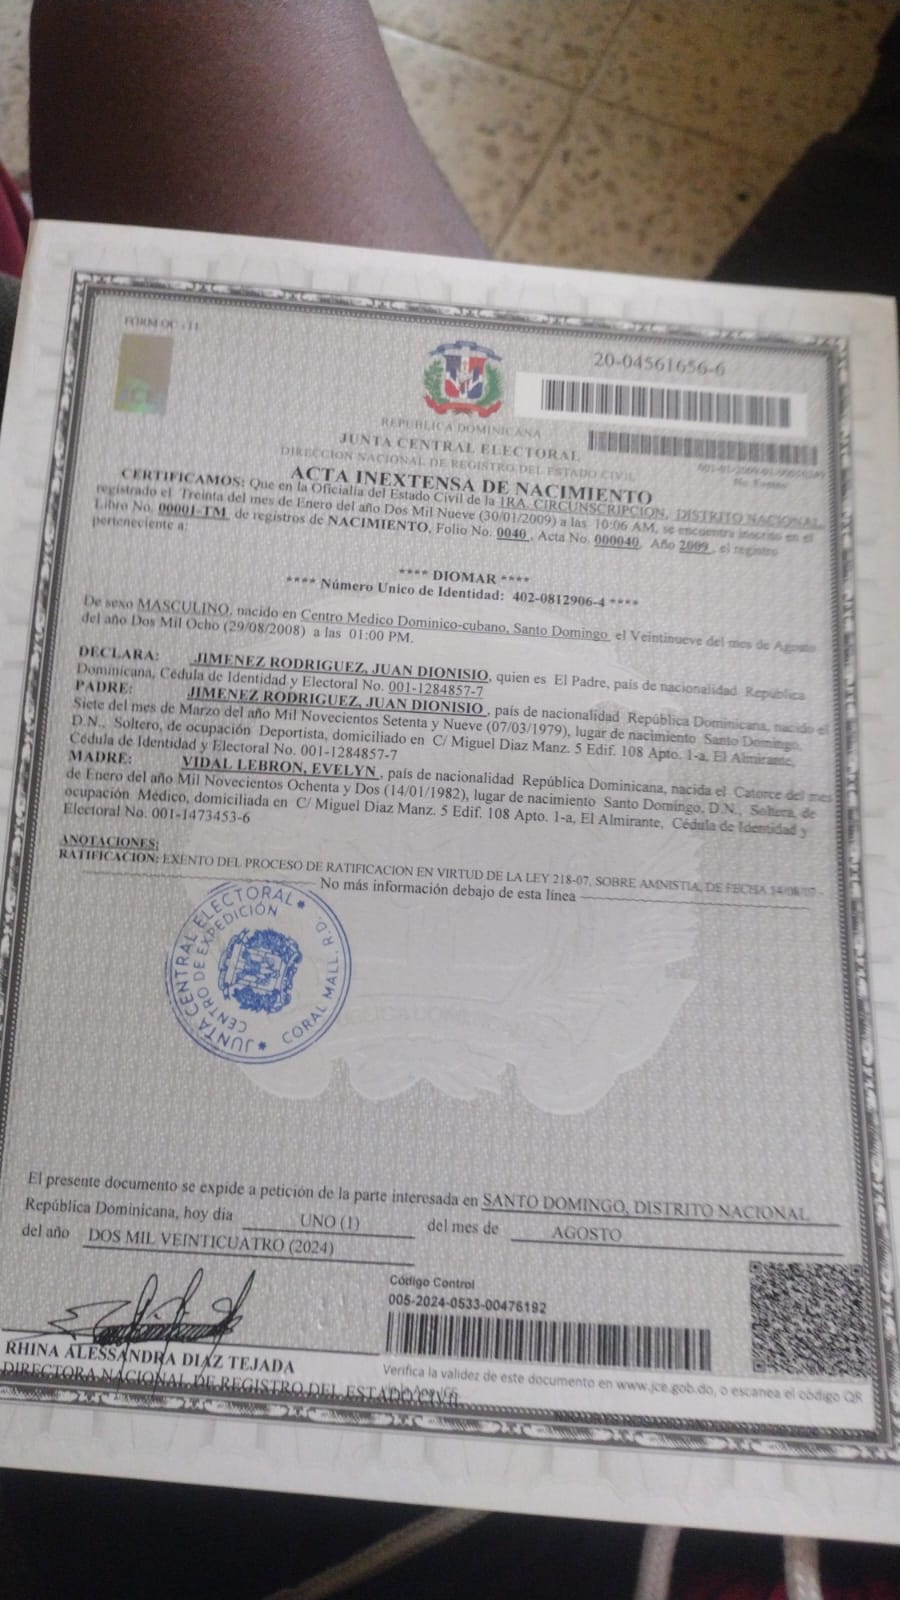 FORM OC - 11
20-04561656-6
REPUBLICA DOMINICANA
JUNTA CENTRAL ELECTORAL
DIRECCION NACIONAL DE REGISTRO DEL ESTADO CIVIL
ACTA INEXTENSA DE NACIMIENTO
CERTIFICAMOS: Que en la Oficialía del Estado Civil de la 1RA. CIRCUNSCRIPCION, DISTRITO NACIONAL,
registrado el Treinta del mes de Enero del año Dos Mil Nueve (30/01/2009) a las 10:06 AM, se encuentra inscrito en el
Libro No. 00001-TM de registros de NACIMIENTO, Folio No. 0040, Acta No. 000040, Año 2009, el registro
perteneciente a:
**** DIOMAR ****
**** Número Unico de Identidad: 402-0812906-4 ****
De sexo MASCULINO, nacido en Centro Medico Dominico-cubano, Santo Domingo el Veintinueve del mes de Agosto
del año Dos Mil Ocho (29/08/2008) a las 01:00 PM.
DECLARA: JIMENEZ RODRIGUEZ, JUAN DIONISIO, quien es El Padre, país de nacionalidad República
Dominicana, Cédula de Identidad y Electoral No. 001-1284857-7
PADRE: JIMENEZ RODRIGUEZ, JUAN DIONISIO, país de nacionalidad República Dominicana, nacido el
Siete del mes de Marzo del año Mil Novecientos Setenta y Nueve (07/03/1979), lugar de nacimiento Santo Domingo,
D.N., Soltero, de ocupación Deportista, domiciliado en C/ Miguel Diaz Manz. 5 Edif. 108 Apto. 1-a, El Almirante,
Cédula de Identidad y Electoral No. 001-1284857-7
MADRE: VIDAL LEBRON, EVELYN, país de nacionalidad República Dominicana, nacida el Catorce del mes
de Enero del año Mil Novecientos Ochenta y Dos (14/01/1982), lugar de nacimiento Santo Domingo, D.N., Soltera, de
ocupación Médico, domiciliada en C/ Miguel Diaz Manz. 5 Edif. 108 Apto. 1-a, El Almirante, Cédula de Identidad y
Electoral No. 001-1473453-6
ANOTACIONES:
RATIFICACION: EXENTO DEL PROCESO DE RATIFICACION EN VIRTUD DE LA LEY 218-07, SOBRE AMNISTIA, DE FECHA
No más información debajo de esta línea
JUNTA CENTRAL ELECTORAL
CENTRO DE EXPEDICIÓN
CORAL MALL, R.D.
El presente documento se expide a petición de la parte interesada en SANTO DOMINGO, DISTRITO NACIONAL
República Dominicana, hoy día UNO (1) del mes de AGOSTO
del año DOS MIL VEINTICUATRO (2024)
Código Control
005-2024-0533-00476192
RHINA ALESSANDRA DIAZ TEJADA
DIRECTORA NACIONAL DE REGISTRO DEL ESTADO CIVIL
Verifica la validez de este documento en www.jce.gob.do, o escanea el código QR